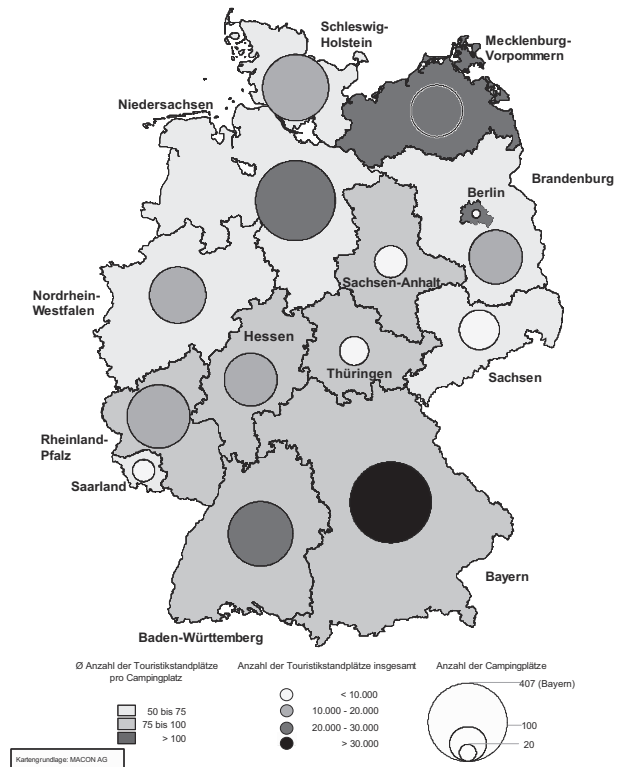 Schleswig-
Holstein
Mecklenburg-
Vorpommern
Niedersachsen
Brandenburg
Berlin
Sachsen-Anhalt
Nordrhein-
Westfalen
Hessen
Thüringen
Sachsen
Rheinland-
Pfalz
Saarland
Bayern
Baden-Württemberg
Ø Anzahl der Touristikstandplätze
pro Campingplatz
50 bis 75
75 bis 100
> 100
Anzahl der Touristikstandplätze insgesamt
< 10.000
10.000 - 20.000
20.000 - 30.000
> 30.000
Anzahl der Campingplätze
407 (Bayern)
100
20
Kartengrundlage: MACON AG